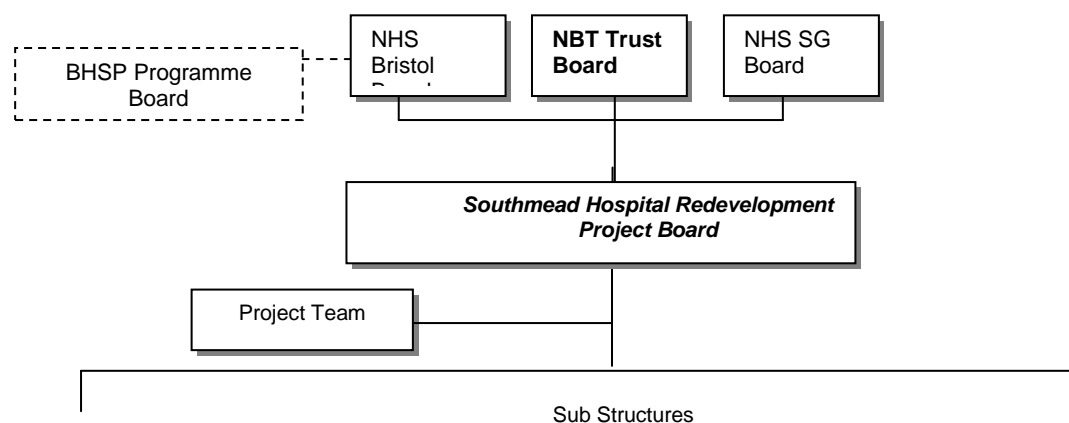 BHSP Programme
Board
NHS
Bristol
NBT Trust
Board
NHS SG
Board
Southmead Hospital Redevelopment
Project Board
Project Team
Sub Structures